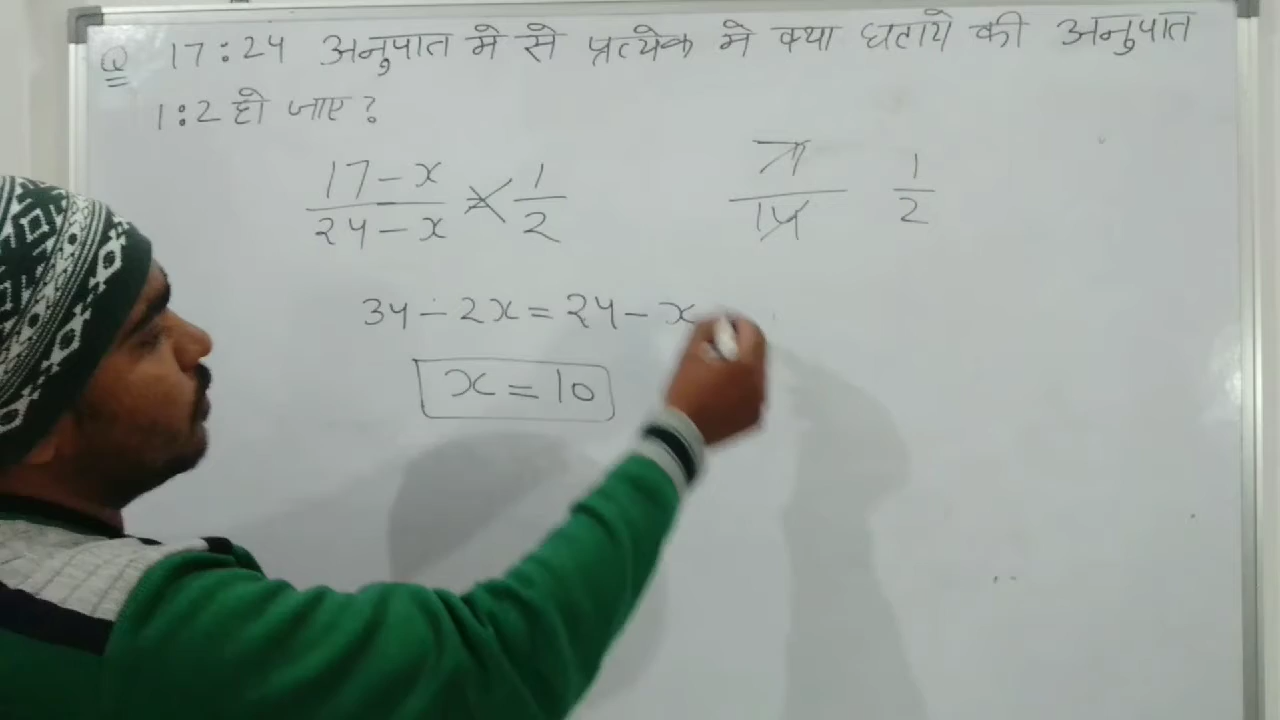 Q 17:24 अनुपात मे से प्रत्येक मे क्या घटाये की अनुपात
1:2 हो जाए?
17-x/24-x × 1/2
7/14 1/2
34-2x=24-x
x=10